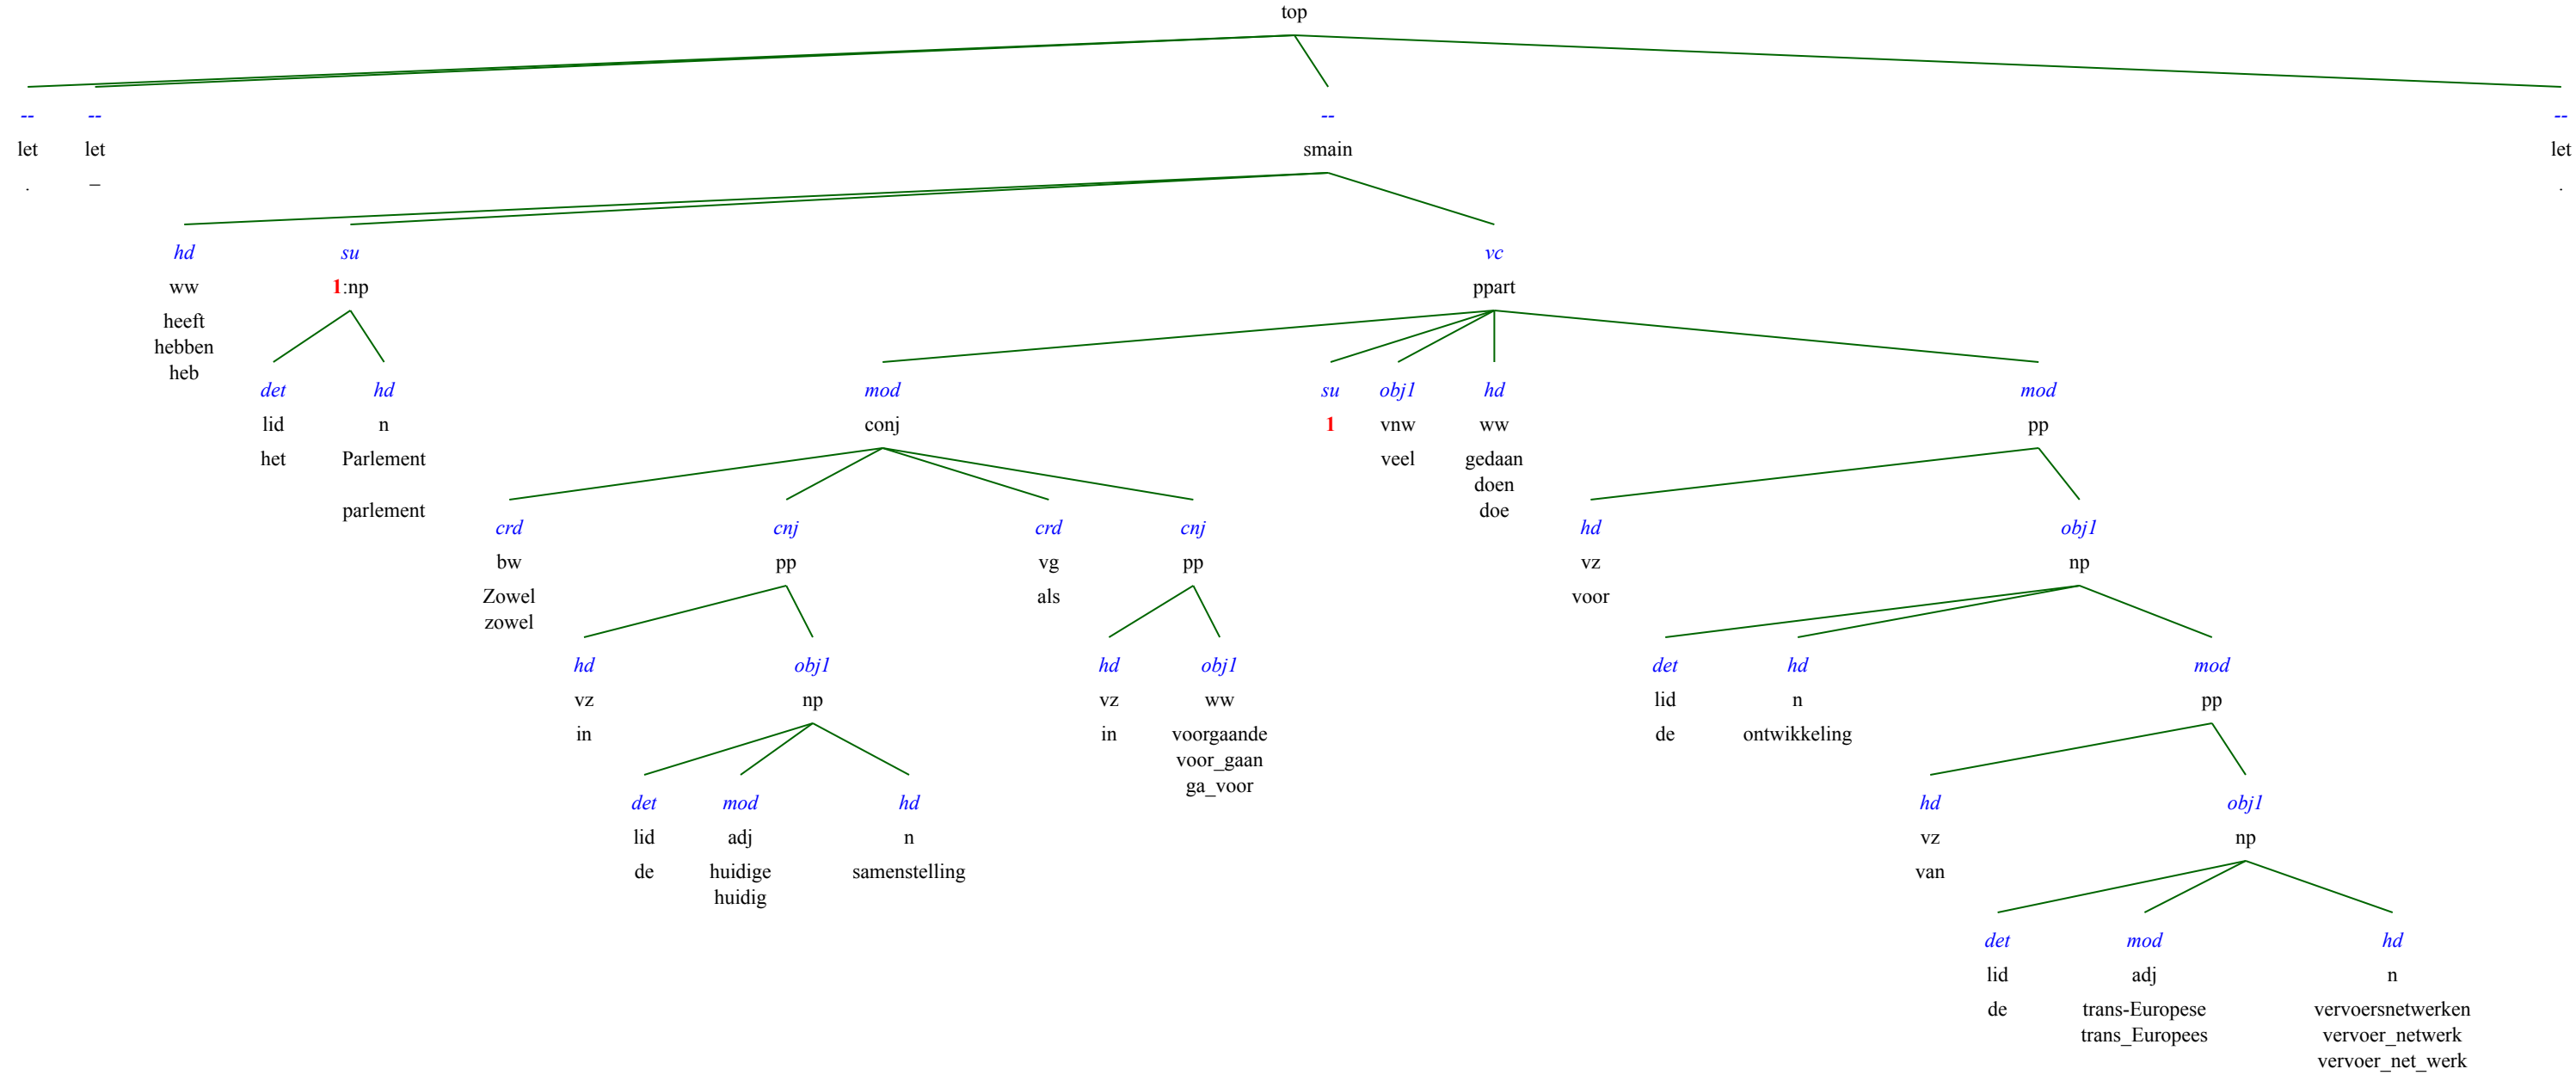 top
-- -- -- --
let let smain let
. – .
hd su vc
ww 1:np ppart
heeft
hebben
heb
det hd mod su obj1 hd mod
lid n conj 1 vnw ww pp
het Parlement veel gedaan
doen
parlement doe
crd cnj crd cnj hd obj1
bw pp vg pp vz np
Zowel als voor
zowel
hd obj1 hd obj1 det hd mod
vz np vz ww lid n pp
in in voorgaande de ontwikkeling
voor_gaan
ga_voor
det mod hd hd obj1
lid adj n vz np
de huidige samenstelling van
huidig
det mod hd
lid adj n
de trans-Europese vervoersnetwerken
trans_Europees vervoer_netwerk
vervoer_net_werk